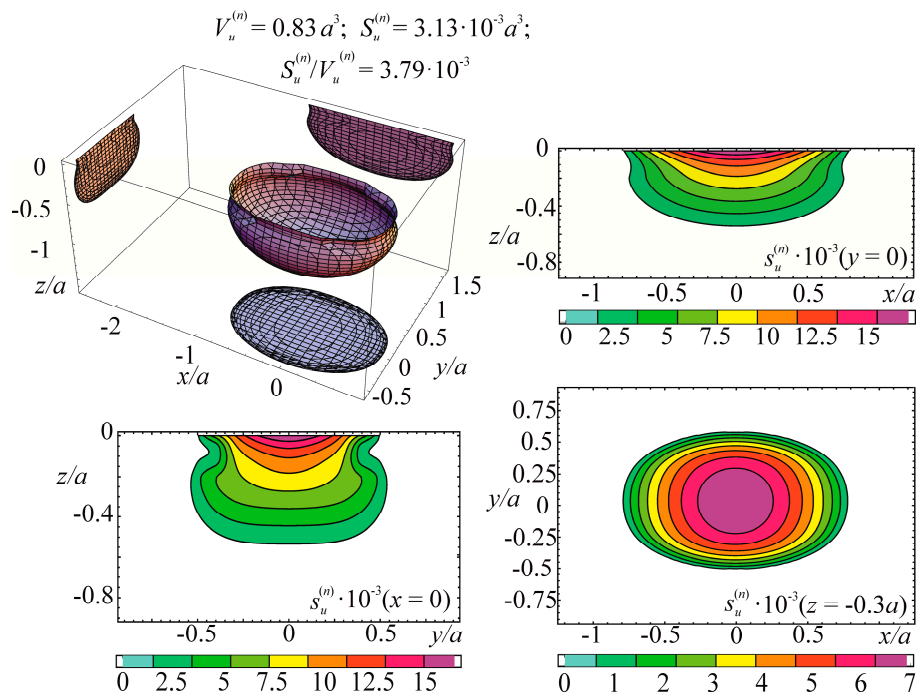 V_u^(n) = 0.83 a³; S_u^(n) = 3.13·10⁻³a³;
S_u^(n)/V_u^(n) = 3.79·10⁻³
0
-0.5
-1
z/a
-2
-1
x/a
0
1.5
1
0.5
0
-0.5
y/a
0
-0.4
z/a
-0.8
s_u^(n)·10⁻³(y = 0)
-1 -0.5 0 0.5 x/a
0 2.5 5 7.5 10 12.5 15
0
z/a
-0.4
-0.8
s_u^(n)·10⁻³(x = 0)
-0.5 0 0.5 y/a
0 2.5 5 7.5 10 12.5 15
0.75
0.5
0.25
y/a 0
-0.25
-0.5
-0.75
s_u^(n)·10⁻³(z = -0.3a)
-1 -0.5 0 0.5 x/a
0 1 2 3 4 5 6 7